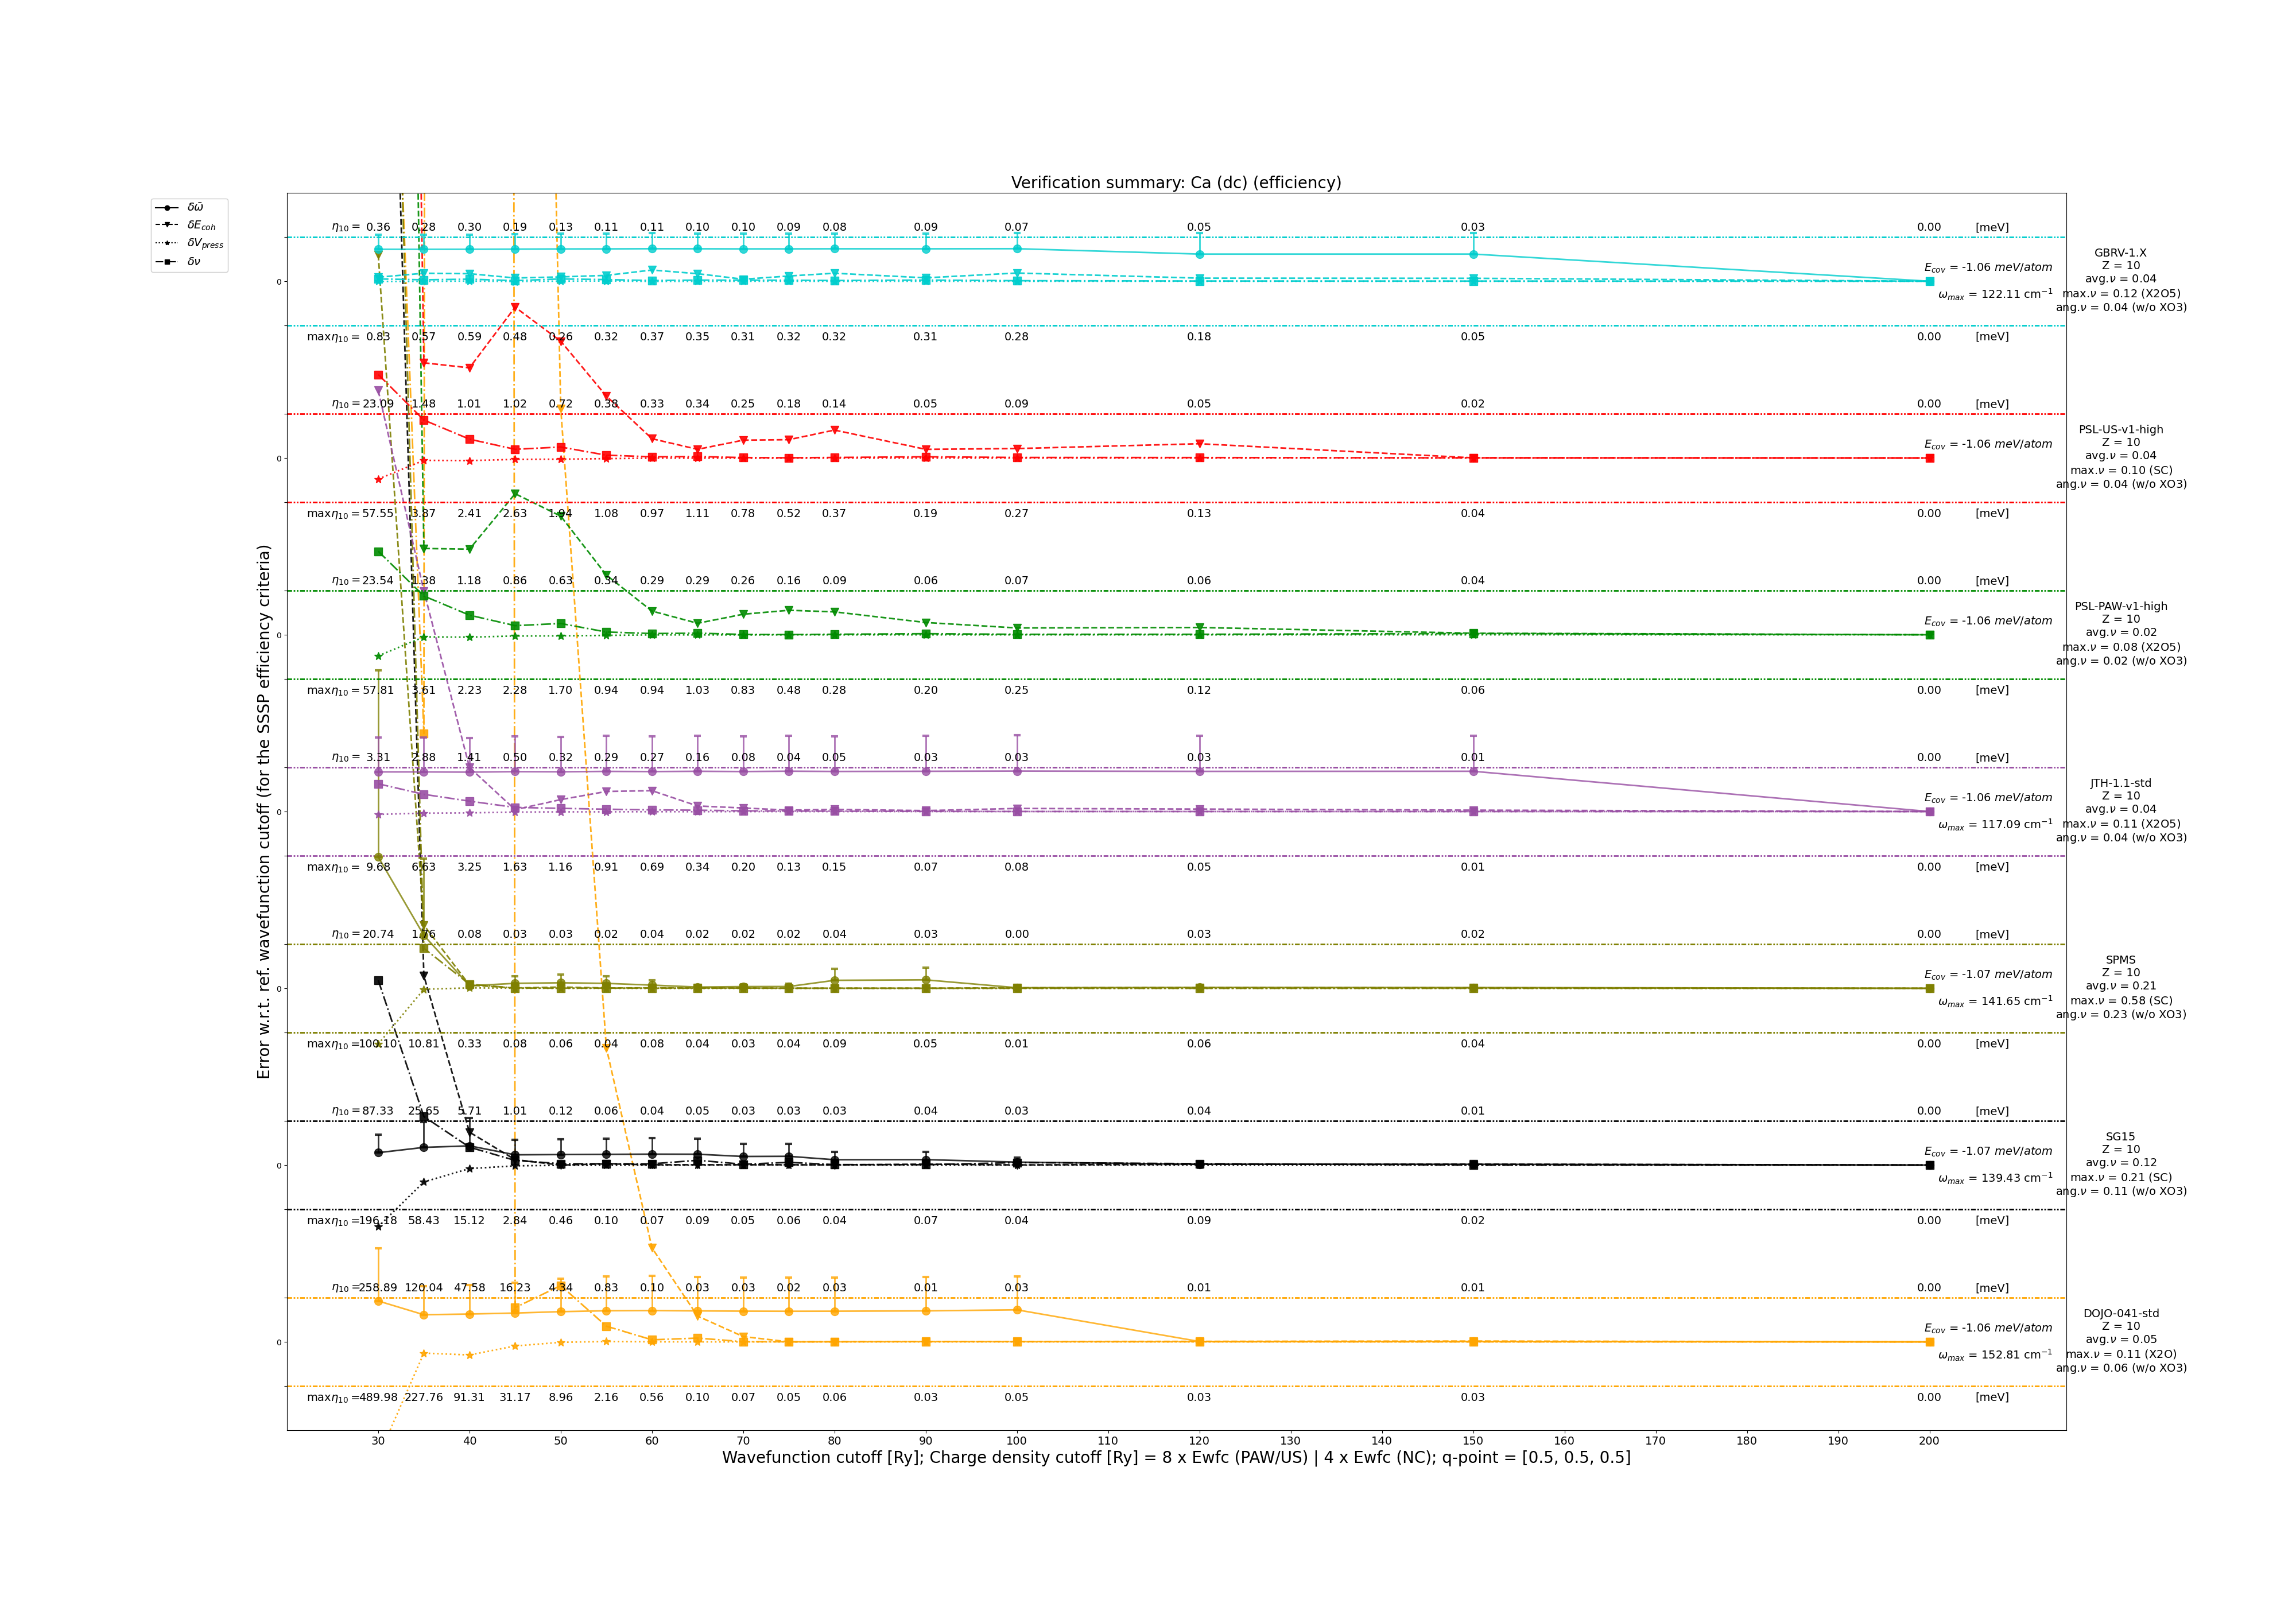 Verification summary: Ca (dc) (efficiency)
δω̄
δE_coh
δV_press
δν
Error w.r.t. ref. wavefunction cutoff (for the SSSP efficiency criteria)
η₁₀ = 0.36 0.28 0.30 0.19 0.13 0.11 0.11 0.10 0.10 0.09 0.08 0.09 0.07 0.05 0.03 0.00 [meV]
0
E_cov = -1.06 meV/atom
ω_max = 122.11 cm⁻¹
maxη₁₀ = 0.83 0.57 0.59 0.48 0.26 0.32 0.37 0.35 0.31 0.32 0.32 0.31 0.28 0.18 0.05 0.00 [meV]
GBRV-1.X
Z = 10
avg.ν = 0.04
max.ν = 0.12 (X2O5)
ang.ν = 0.04 (w/o XO3)
η₁₀ = 23.09 1.48 1.01 1.02 0.72 0.38 0.33 0.34 0.25 0.18 0.14 0.05 0.09 0.05 0.02 0.00 [meV]
0
E_cov = -1.06 meV/atom
maxη₁₀ = 57.55 3.87 2.41 2.63 1.94 1.08 0.97 1.11 0.78 0.52 0.37 0.19 0.27 0.13 0.04 0.00 [meV]
PSL-US-v1-high
Z = 10
avg.ν = 0.04
max.ν = 0.10 (SC)
ang.ν = 0.04 (w/o XO3)
η₁₀ = 23.54 1.38 1.18 0.86 0.63 0.34 0.29 0.29 0.26 0.16 0.09 0.06 0.07 0.06 0.04 0.00 [meV]
0
E_cov = -1.06 meV/atom
maxη₁₀ = 57.81 3.61 2.23 2.28 1.70 0.94 0.94 1.03 0.83 0.48 0.28 0.20 0.25 0.12 0.06 0.00 [meV]
PSL-PAW-v1-high
Z = 10
avg.ν = 0.02
max.ν = 0.08 (X2O5)
ang.ν = 0.02 (w/o XO3)
η₁₀ = 3.31 2.88 1.41 0.50 0.32 0.29 0.27 0.16 0.08 0.04 0.05 0.03 0.03 0.03 0.01 0.00 [meV]
0
E_cov = -1.06 meV/atom
ω_max = 117.09 cm⁻¹
maxη₁₀ = 9.68 6.63 3.25 1.63 1.16 0.91 0.69 0.34 0.20 0.13 0.15 0.07 0.08 0.05 0.01 0.00 [meV]
JTH-1.1-std
Z = 10
avg.ν = 0.04
max.ν = 0.11 (X2O5)
ang.ν = 0.04 (w/o XO3)
η₁₀ = 20.74 1.76 0.08 0.03 0.03 0.02 0.04 0.02 0.02 0.02 0.04 0.03 0.00 0.03 0.02 0.00 [meV]
0
E_cov = -1.07 meV/atom
ω_max = 141.65 cm⁻¹
maxη₁₀ = 100.10 10.81 0.33 0.08 0.06 0.04 0.08 0.04 0.03 0.04 0.09 0.05 0.01 0.06 0.04 0.00 [meV]
SPMS
Z = 10
avg.ν = 0.21
max.ν = 0.58 (SC)
ang.ν = 0.23 (w/o XO3)
η₁₀ = 87.33 25.65 5.71 1.01 0.12 0.06 0.04 0.05 0.03 0.03 0.03 0.04 0.03 0.04 0.01 0.00 [meV]
0
E_cov = -1.07 meV/atom
ω_max = 139.43 cm⁻¹
maxη₁₀ = 196.18 58.43 15.12 2.84 0.46 0.10 0.07 0.09 0.05 0.06 0.04 0.07 0.04 0.09 0.02 0.00 [meV]
SG15
Z = 10
avg.ν = 0.12
max.ν = 0.21 (SC)
ang.ν = 0.11 (w/o XO3)
η₁₀ = 258.89 120.04 47.58 16.23 4.34 0.83 0.10 0.03 0.03 0.02 0.03 0.01 0.03 0.01 0.01 0.00 [meV]
0
E_cov = -1.06 meV/atom
ω_max = 152.81 cm⁻¹
maxη₁₀ = 489.98 227.76 91.31 31.17 8.96 2.16 0.56 0.10 0.07 0.05 0.06 0.03 0.05 0.03 0.03 0.00 [meV]
DOJO-041-std
Z = 10
avg.ν = 0.05
max.ν = 0.11 (X2O)
ang.ν = 0.06 (w/o XO3)
30 40 50 60 70 80 90 100 110 120 130 140 150 160 170 180 190 200
Wavefunction cutoff [Ry]; Charge density cutoff [Ry] = 8 x Ewfc (PAW/US) | 4 x Ewfc (NC); q-point = [0.5, 0.5, 0.5]